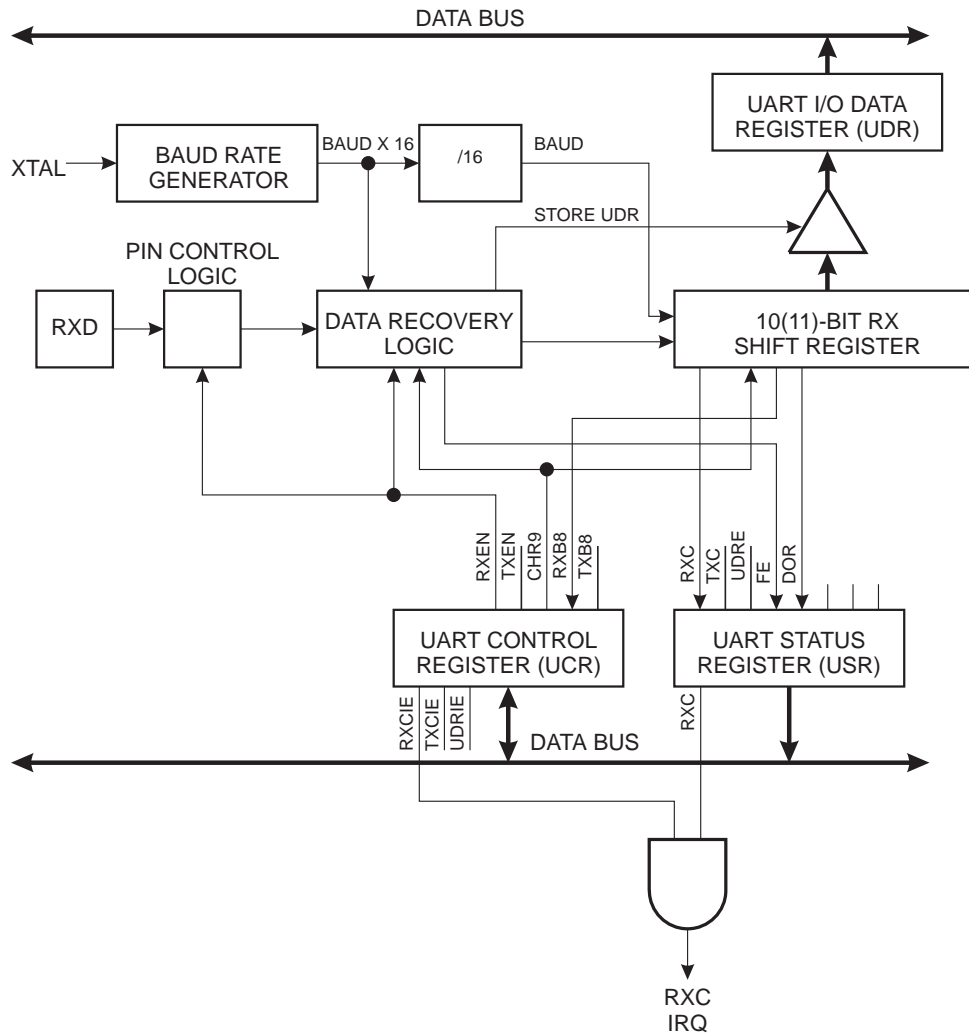 DATA BUS
UART I/O DATA
REGISTER (UDR)
XTAL
BAUD RATE
GENERATOR
BAUD X 16
/16
BAUD
STORE UDR
PIN CONTROL
LOGIC
RXD
DATA RECOVERY
LOGIC
10(11)-BIT RX
SHIFT REGISTER
RXEN
TXEN
CHR9
RXB8
TXB8
RXC
TXC
UDRE
FE
DOR
UART CONTROL
REGISTER (UCR)
UART STATUS
REGISTER (USR)
RXCIE
TXCIE
UDRIE
RXC
DATA BUS
RXC
IRQ